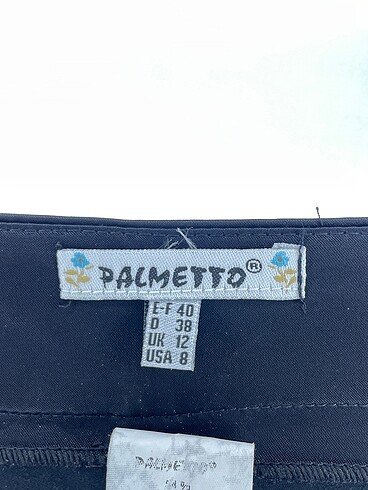 PALMETTO®
E-F 40
D 38
UK 12
USA 8
PALMETTO